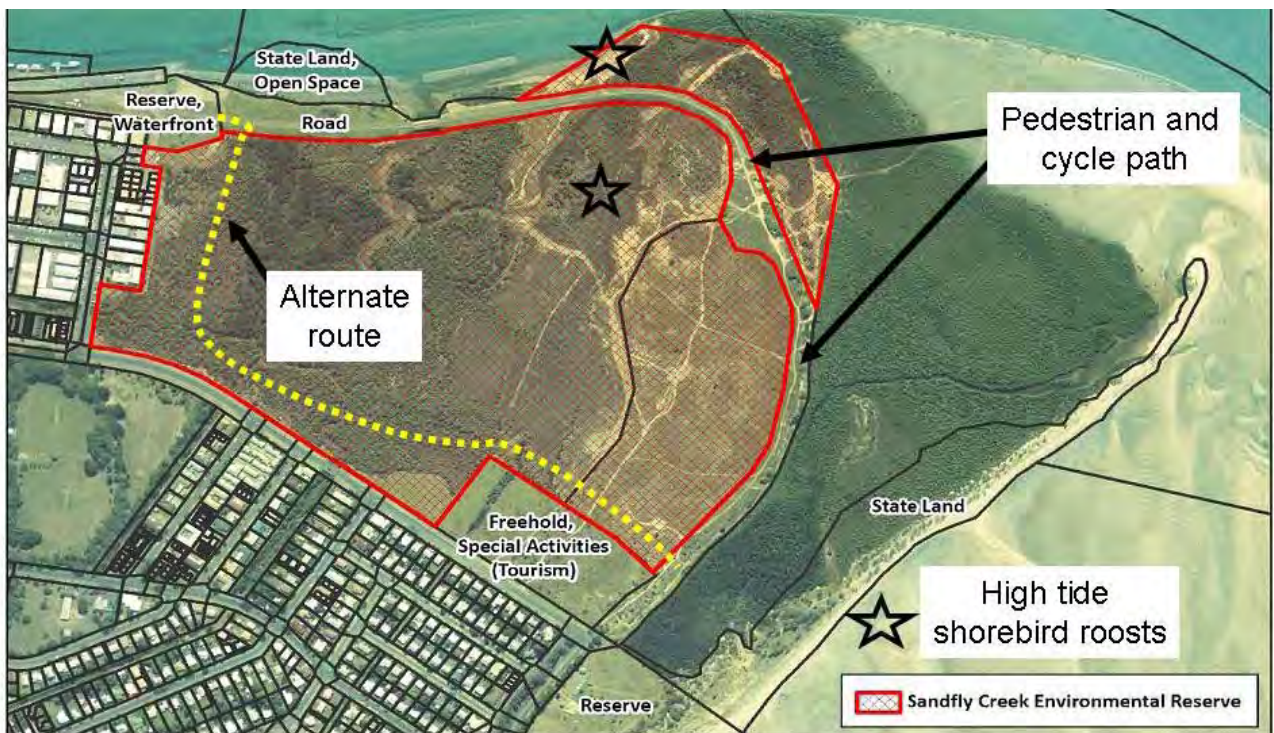 State Land,
Open Space
Reserve,
Waterfront
Road
Pedestrian and
cycle path
Alternate
route
Freehold,
Special Activities
(Tourism)
State Land
High tide
shorebird roosts
Reserve
Sandfly Creek Environmental Reserve